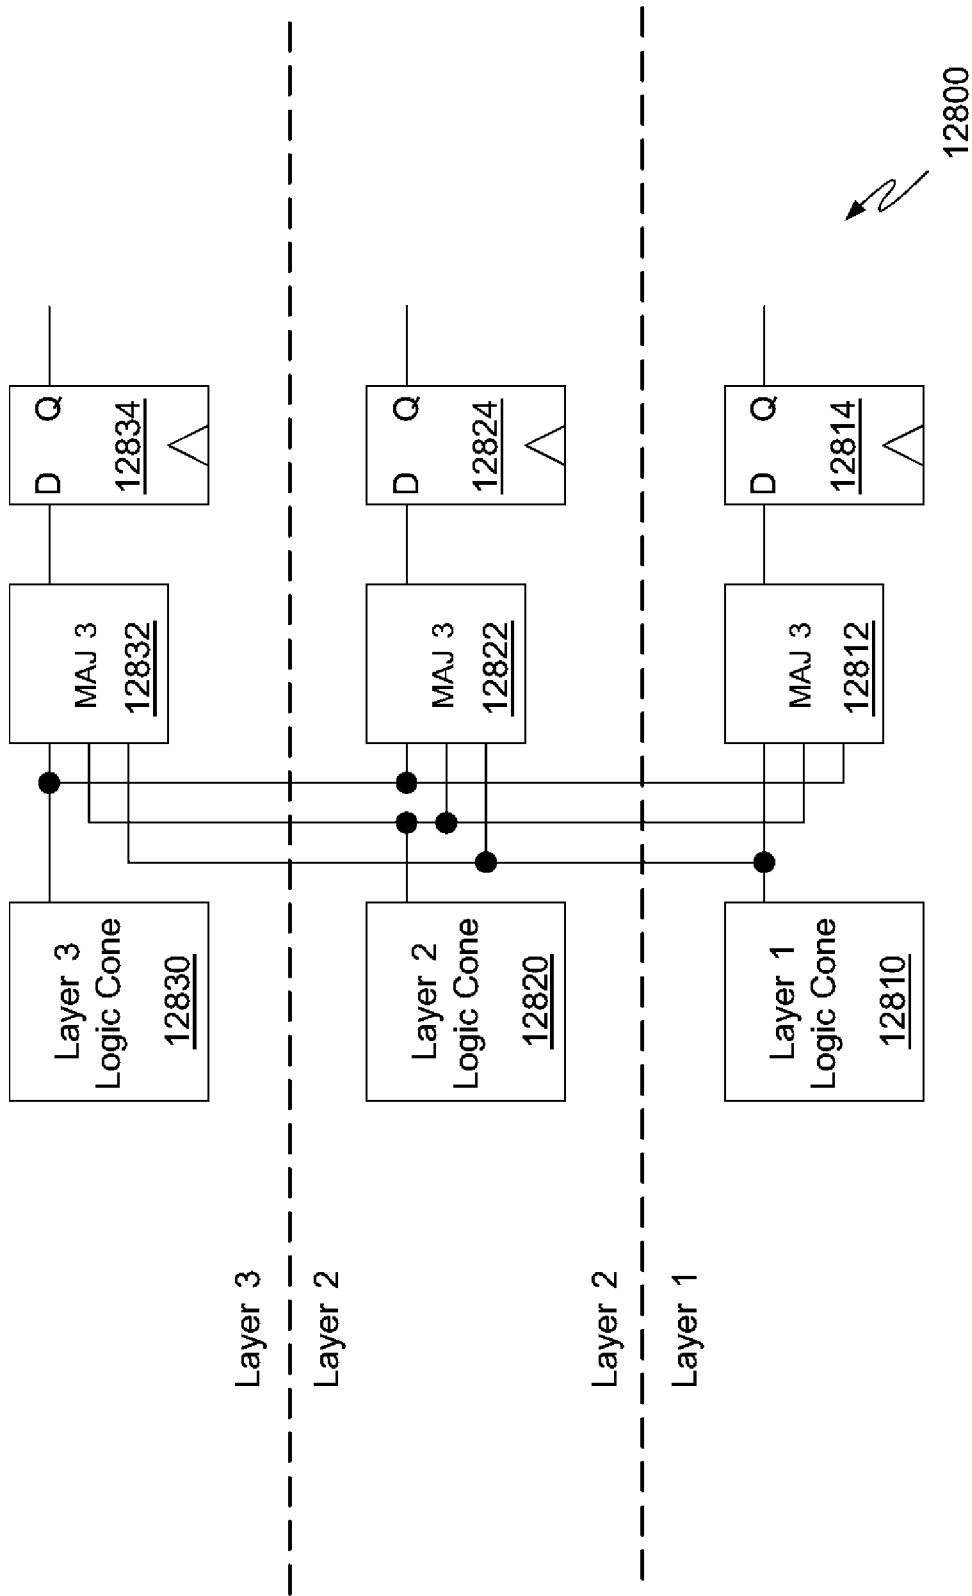 Layer 3
Logic Cone
12830
MAJ 3
12832
D Q
12834
Layer 3
Layer 2
Layer 2
Logic Cone
12820
MAJ 3
12822
D Q
12824
Layer 2
Layer 1
Layer 1
Logic Cone
12810
MAJ 3
12812
D Q
12814
12800